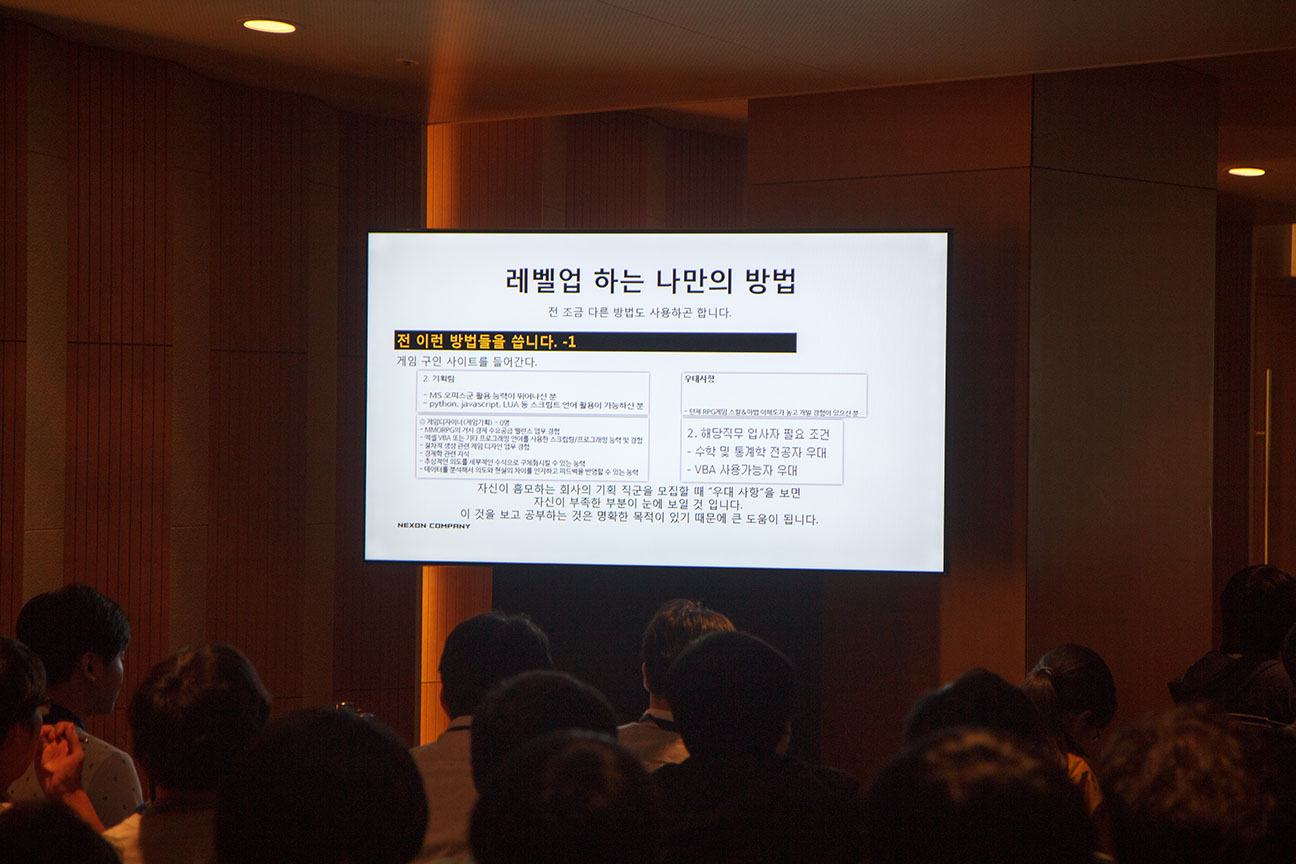 레벨업 하는 나만의 방법
전 조금 다른 방법도 사용하곤 합니다.
전 이런 방법들을 씁니다. -1
게임 구인 사이트를 들어간다.
2. 기획팀
- MS 오피스군 활용 능력이 뛰어나신 분
- python, javascript, LUA 등 스크립트 언어 활용이 가능하신 분
◎ 게임디자이너(게임기획) - 0명
- MMORPG의 거시 경제 수요공급 밸런스 업무 경험
- 엑셀 VBA 또는 기타 프로그래밍 언어를 사용한 스크립팅/프로그래밍 능력 및 경험
- 절차적 생성 관련 게임 디자인 업무 경험
- 경제학 관련 지식
- 추상적인 의도를 세부적인 수식으로 구체화시킬 수 있는 능력
- 데이터를 분석해서 의도와 현실의 차이를 인지하고 피드백을 반영할 수 있는 능력
우대사항
RPG게임 스킬&마법 이해도가 높고 개발 경험이 있으신 분
2. 해당직무 입사자 필요 조건
- 수학 및 통계학 전공자 우대
- VBA 사용가능자 우대
자신이 흠모하는 회사의 기획 직군을 모집할 때 "우대 사항"을 보면
자신이 부족한 부분이 눈에 보일 것 입니다.
이 것을 보고 공부하는 것은 명확한 목적이 있기 때문에 큰 도움이 됩니다.
NEXON COMPANY